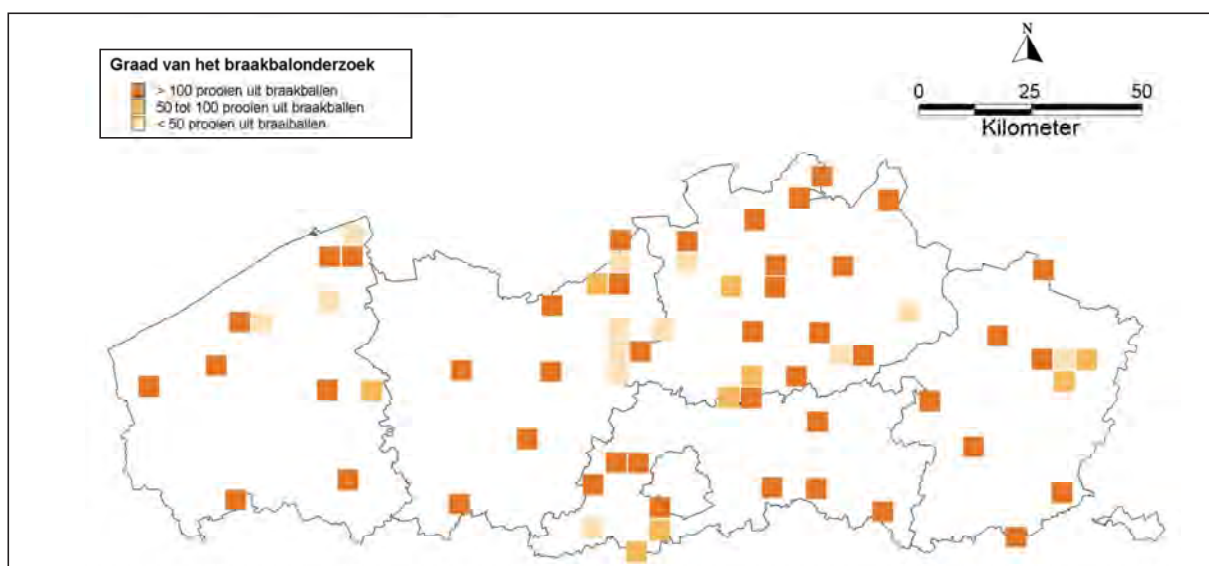 Graad van het braakbalonderzoek
> 100 prooien uit braakballen
50 tot 100 prooien uit braakballen
< 50 prooien uit braalballen
N
0 25 50
Kilometer